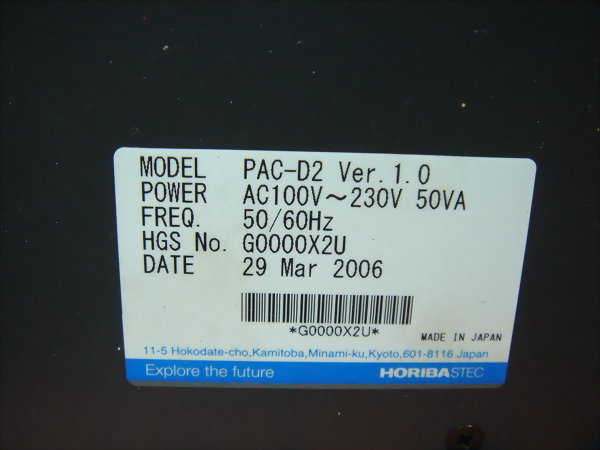 MODEL PAC-D2 Ver.1.0
POWER AC100V～230V 50VA
FREQ. 50/60Hz
HGS No. G0000X2U
DATE 29 Mar 2006
*G0000X2U*
MADE IN JAPAN
11-5 Hokodate-cho,Kamitoba,Minami-ku,Kyoto,601-8116 Japan
Explore the future HORIBASTEC